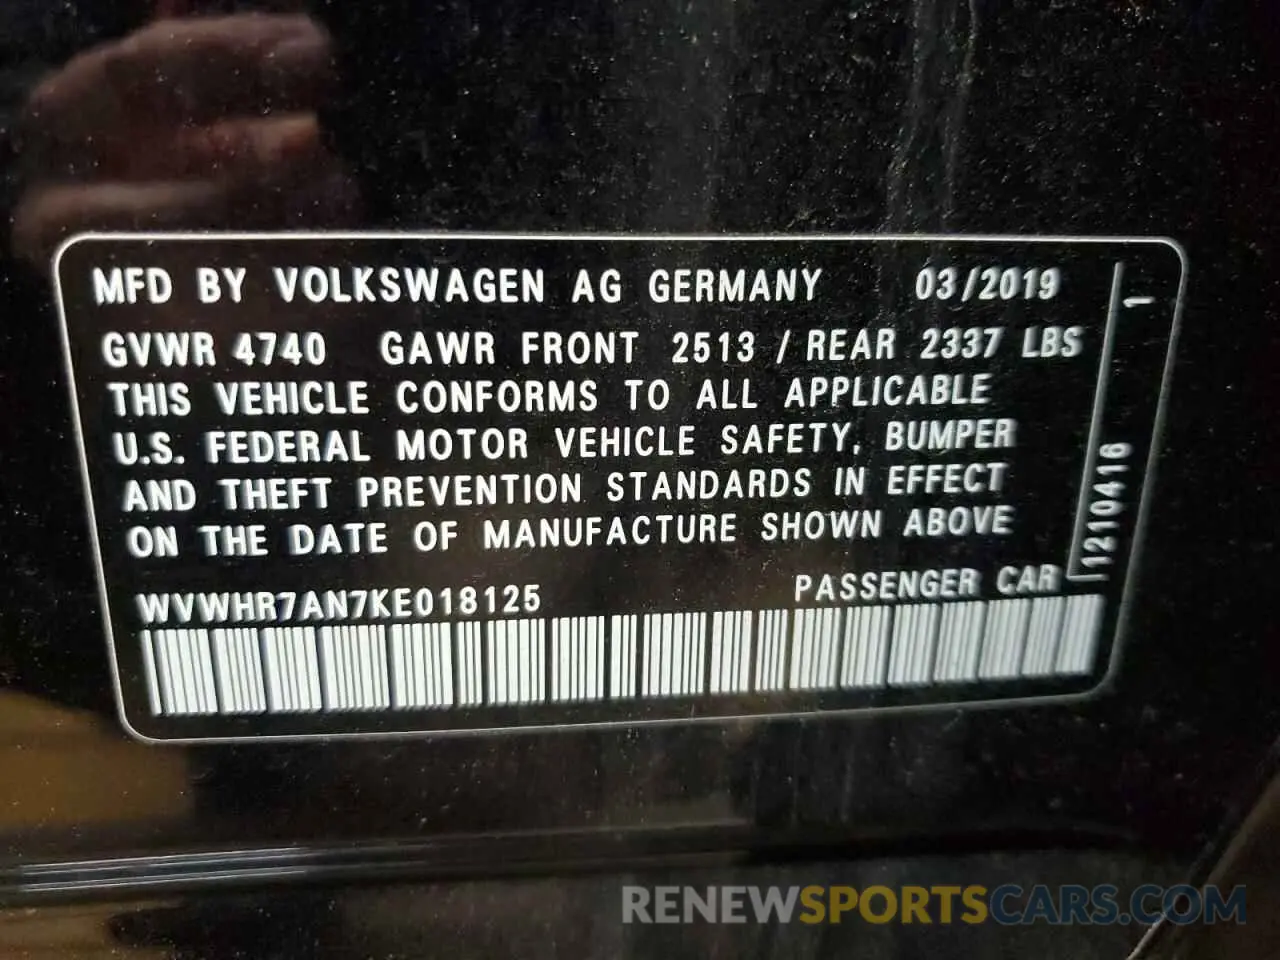 MFD BY VOLKSWAGEN AG GERMANY 03/2019
GVWR 4740 GAWR FRONT 2513 / REAR 2337 LBS
THIS VEHICLE CONFORMS TO ALL APPLICABLE
U.S. FEDERAL MOTOR VEHICLE SAFETY, BUMPER
AND THEFT PREVENTION STANDARDS IN EFFECT
ON THE DATE OF MANUFACTURE SHOWN ABOVE
WVWHR7AN7KE018125 PASSENGER CAR
1210416 1
RENEWSPORTSCARS.COM